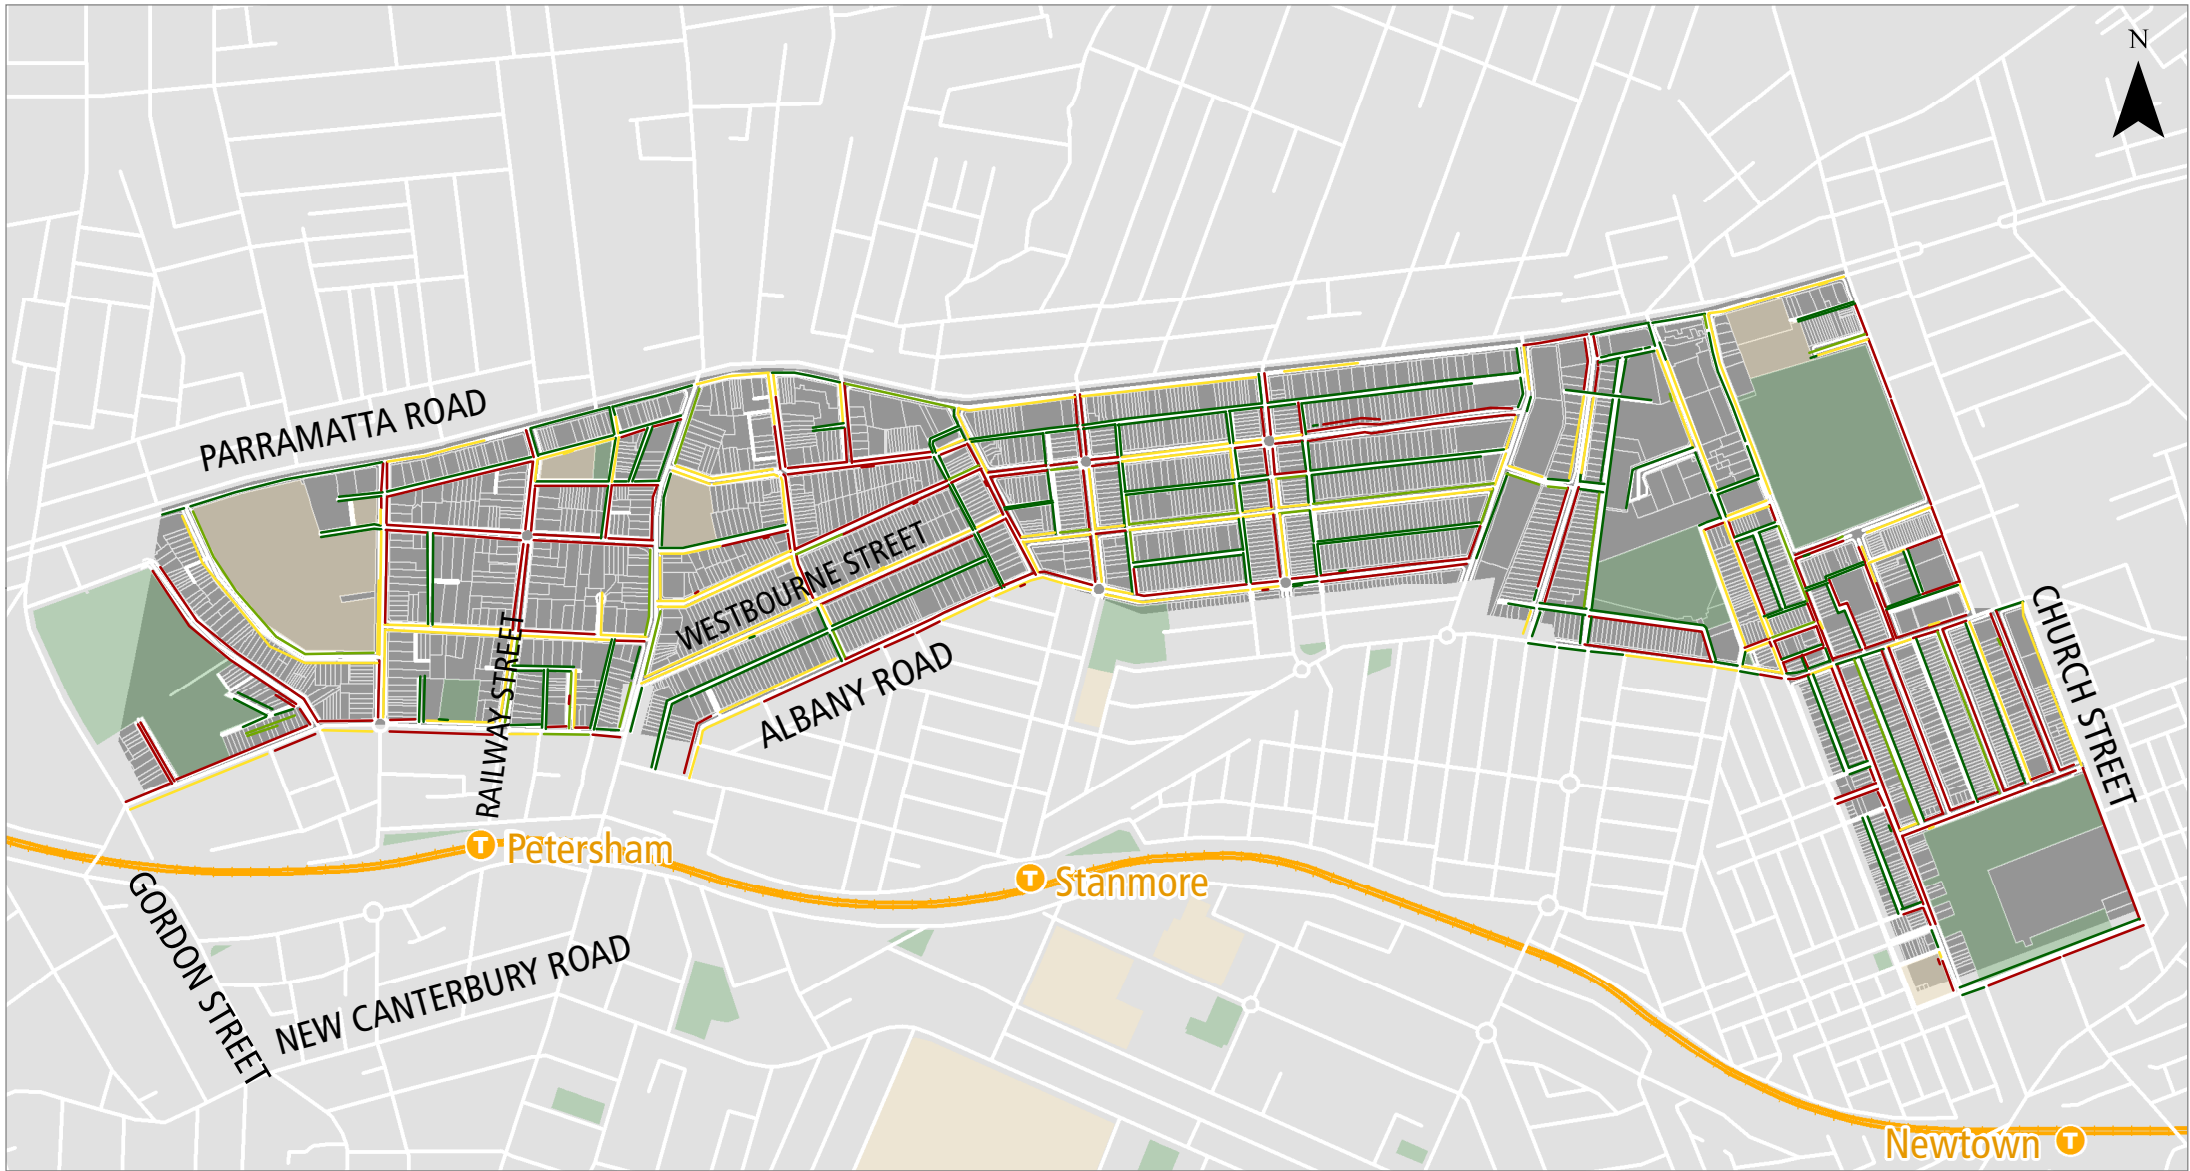 N
PARRAMATTA ROAD
WESTBOURNE STREET
CHURCH STREET
RAILWAY STREET
ALBANY ROAD
T Petersham
T Stanmore
GORDON STREET
NEW CANTERBURY ROAD
Newtown T